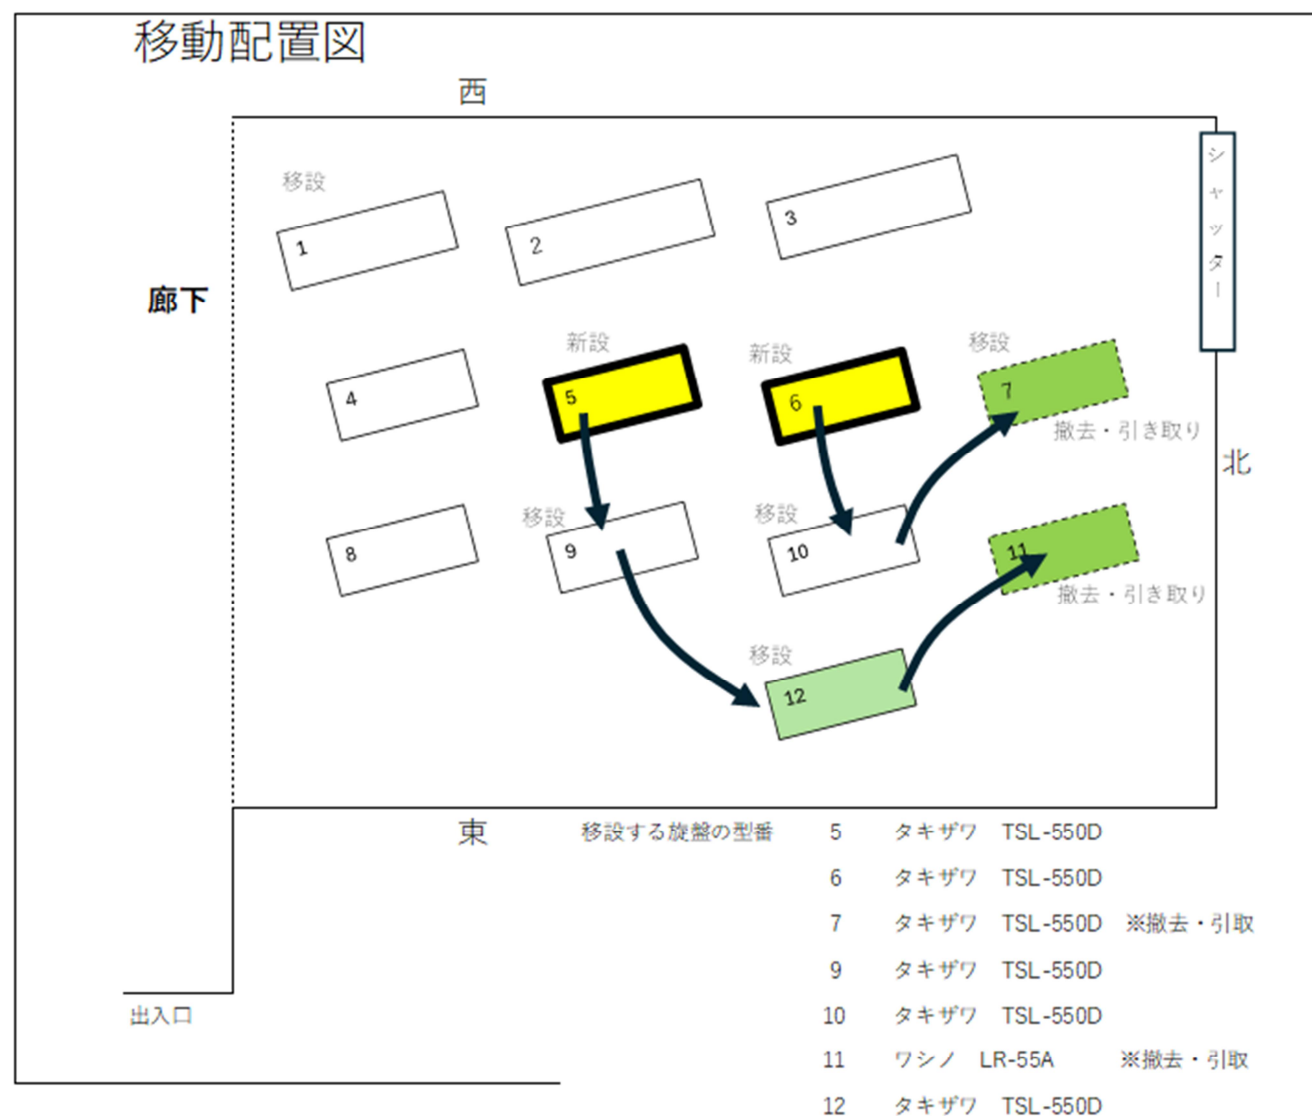 移動配置図
西
シャッター
移設
1
2
3
廊下
新設
新設
移設
4
5
6
7
撤去・引き取り
北
移設
移設
8
9
10
11
撤去・引き取り
移設
12
東
移設する旋盤の型番
5 タキザワ TSL-550D
6 タキザワ TSL-550D
7 タキザワ TSL-550D ※撤去・引取
9 タキザワ TSL-550D
10 タキザワ TSL-550D
11 ワシノ LR-55A ※撤去・引取
12 タキザワ TSL-550D
出入口